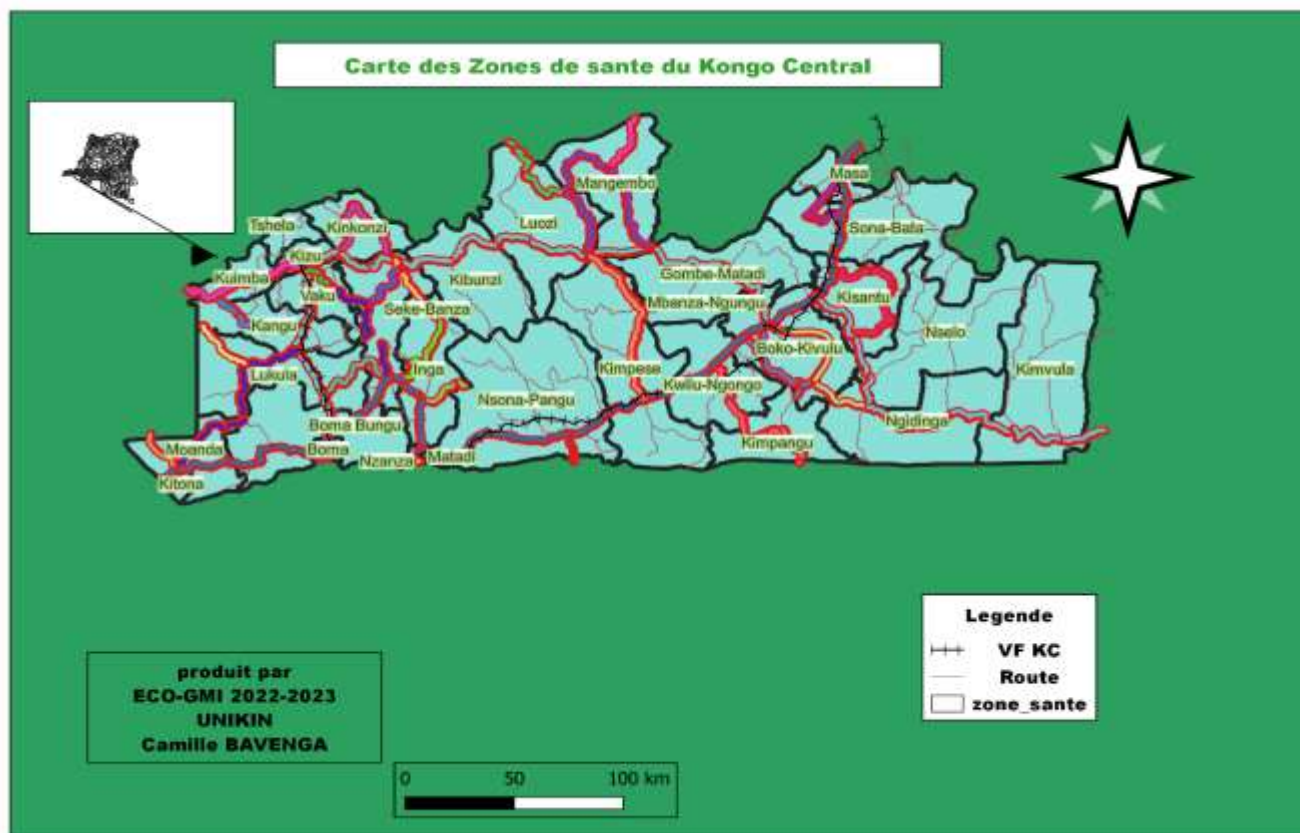 Carte des Zones de sante du Kongo Central
Masa
Mangembo
Tshela
Kinkonzi
Luozi
Sona-Bata
Kizu
Kuimba
Kibunzi
Gombe-Matadi
Vaku
Seke-Banza
Mbanza-Ngungu
Kisantu
Kangu
Nselo
Boko-Kivulu
Lukula
Inga
Kimpese
Kimvula
Kwilu-Ngongo
Nsona-Pangu
Ngidinga
Boma Bungu
Kimpangu
Moanda
Boma
Nzanza
Matadi
Kitona
Legende
VF KC
Route
zone_sante
produit par
ECO-GMI 2022-2023
UNIKIN
Camille BAVENGA
0 50 100 km